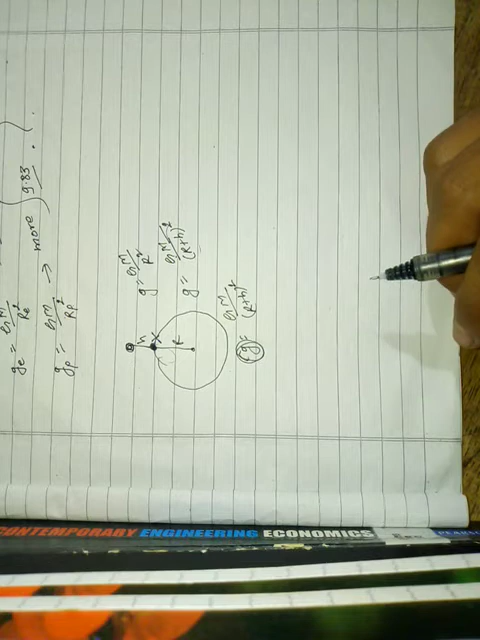 ge = GM/Re²
gp = GM/Rp² → more (9.83).
h
R
g = GM/R²
g = GM/(R+h)²
g = GM/(R+h)²
CONTEMPORARY ENGINEERING ECONOMICS